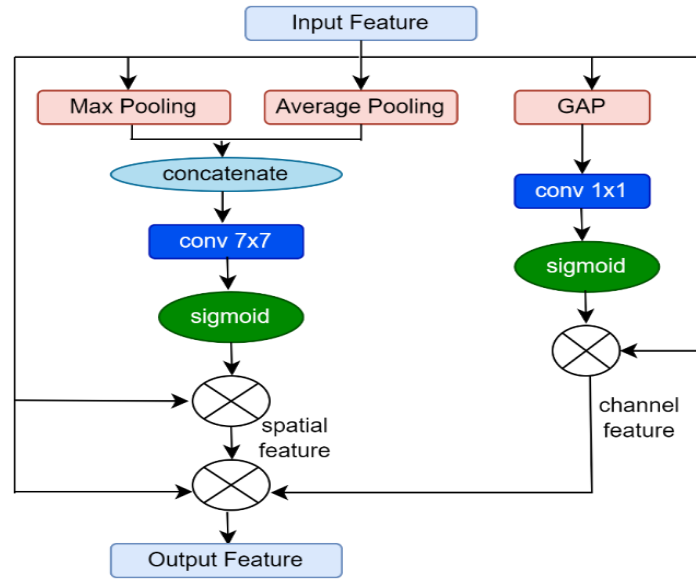 Input Feature
Max Pooling
Average Pooling
GAP
concatenate
conv 1x1
conv 7x7
sigmoid
sigmoid
channel
feature
spatial
feature
Output Feature